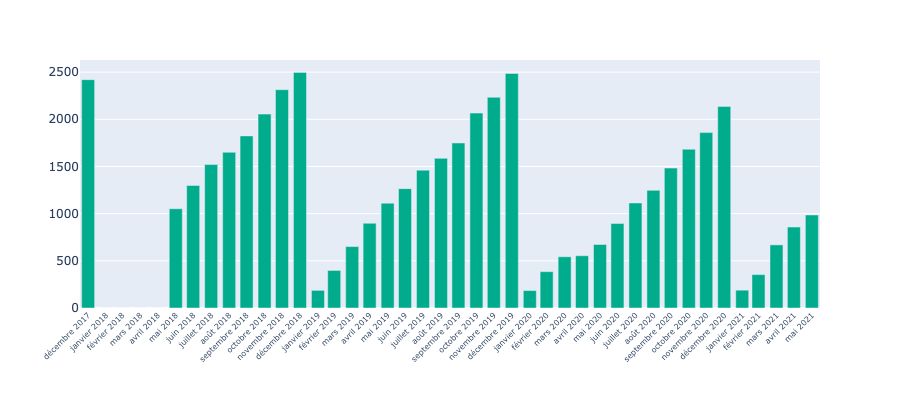 2500
2000
1500
1000
500
0
décembre 2017
janvier 2018
février 2018
mars 2018
avril 2018
mai 2018
juin 2018
juillet 2018
août 2018
septembre 2018
octobre 2018
novembre 2018
décembre 2018
janvier 2019
février 2019
mars 2019
avril 2019
mai 2019
juin 2019
juillet 2019
août 2019
septembre 2019
octobre 2019
novembre 2019
décembre 2019
janvier 2020
février 2020
mars 2020
avril 2020
mai 2020
juin 2020
juillet 2020
août 2020
septembre 2020
octobre 2020
novembre 2020
décembre 2020
janvier 2021
février 2021
mars 2021
avril 2021
mai 2021